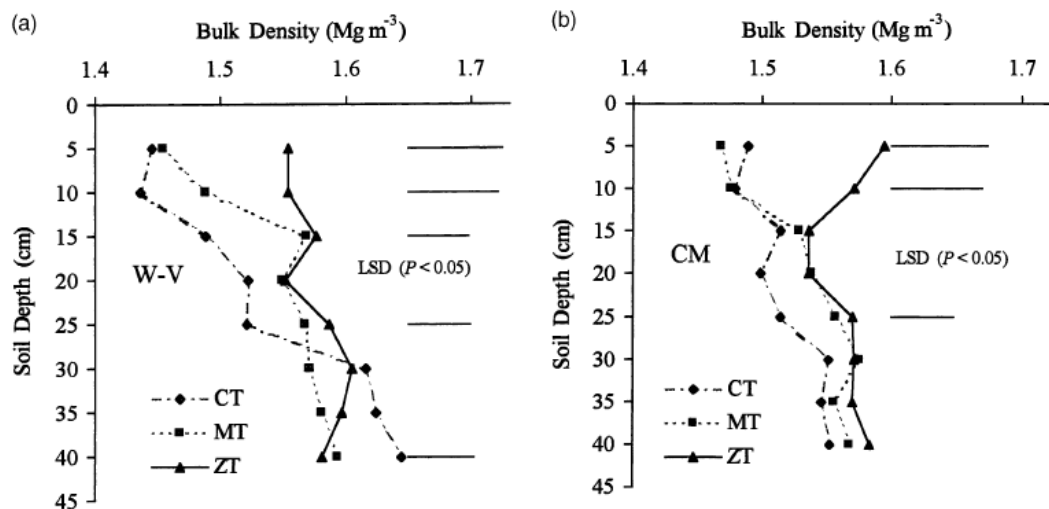 (a)
Bulk Density (Mg m⁻³)
1.4 1.5 1.6 1.7
0
5
10
15
20
25
30
35
40
45
Soil Depth (cm)
W-V
LSD (P < 0.05)
CT
MT
ZT
(b)
Bulk Density (Mg m⁻³)
1.4 1.5 1.6 1.7
0
5
10
15
20
25
30
35
40
45
Soil Depth (cm)
CM
LSD (P < 0.05)
CT
MT
ZT